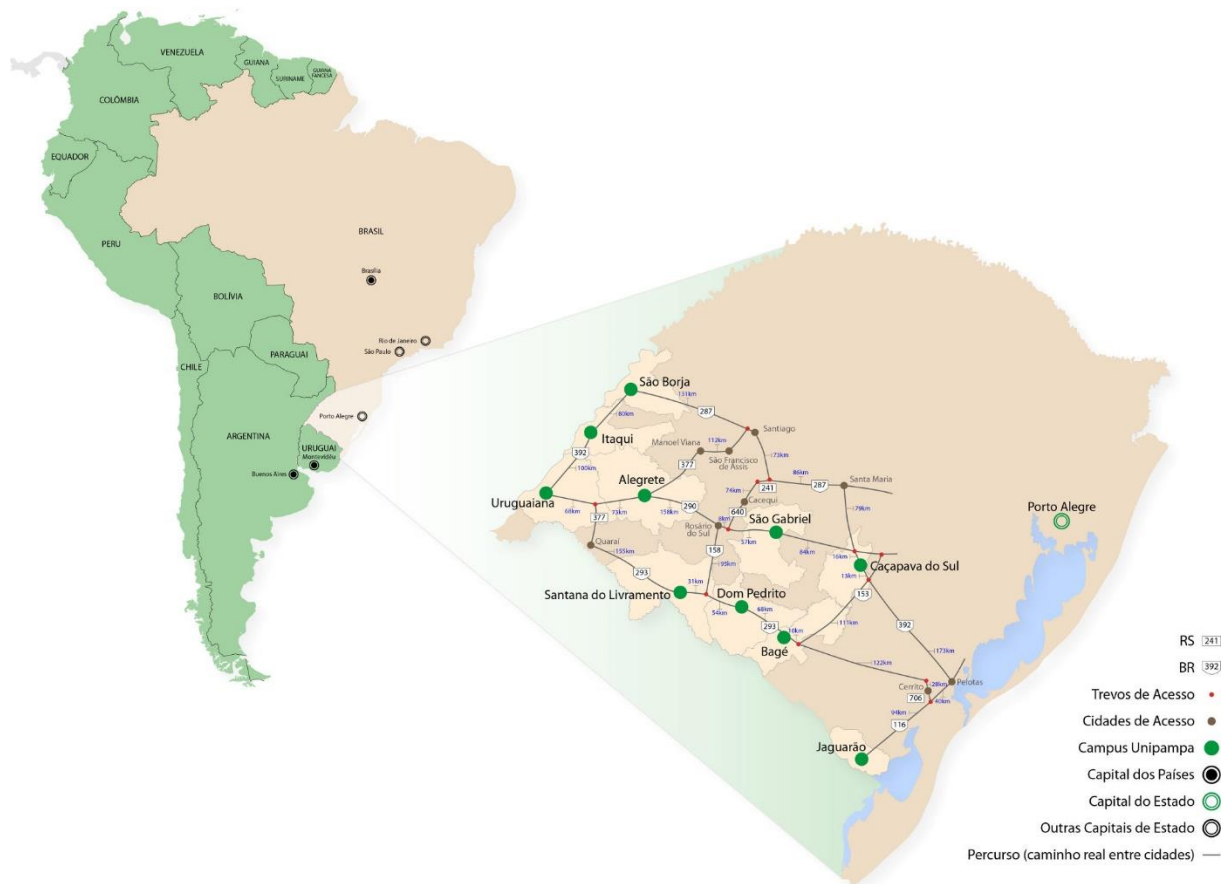 VENEZUELA
GUIANA
SURINAME
GUIANA
FANCESA
COLÔMBIA
EQUADOR
PERU
BRASIL
Brasília
BOLÍVIA
Rio de Janeiro
São Paulo
PARAGUAI
CHILE
Porto Alegre
ARGENTINA
URUGUAI
Montevidéu
Buenos Aires
São Borja
131km
80km
287
Santiago
Itaqui
Manoel Viana
112km
São Francisco
de Assis
73km
392
377
100km
86km
Alegrete
74km
241
287
Santa Maria
Cacequi
Uruguaiana
290
640
79km
Porto Alegre
68km
73km
158km
8km
São Gabriel
377
Rosário
do Sul
57km
Quaraí
84km
16km
155km
158
Caçapava do Sul
95km
13km
293
31km
153
Santana do Livramento
Dom Pedrito
54km
68km
392
293
111km
18km
Bagé
173km
122km
Cerrito
28km
Pelotas
706
40km
94km
116
Jaguarão
RS 241
BR 392
Trevos de Acesso
Cidades de Acesso
Campus Unipampa
Capital dos Países
Capital do Estado
Outras Capitais de Estado
Percurso (caminho real entre cidades)